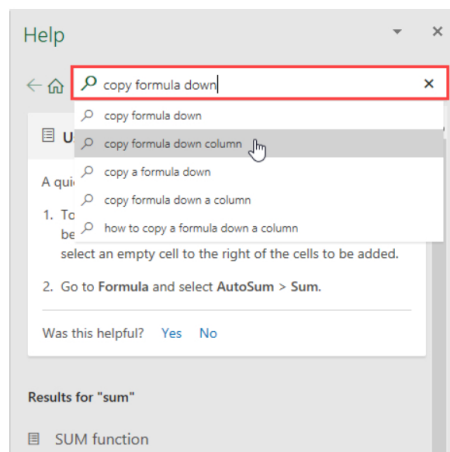 Help
copy formula down
copy formula down
U
copy formula down column
A qui
copy a formula down
1. To
copy formula down a column
be
how to copy a formula down a column
select an empty cell to the right of the cells to be added.
2. Go to Formula and select AutoSum > Sum.
Was this helpful? Yes No
Results for "sum"
SUM function